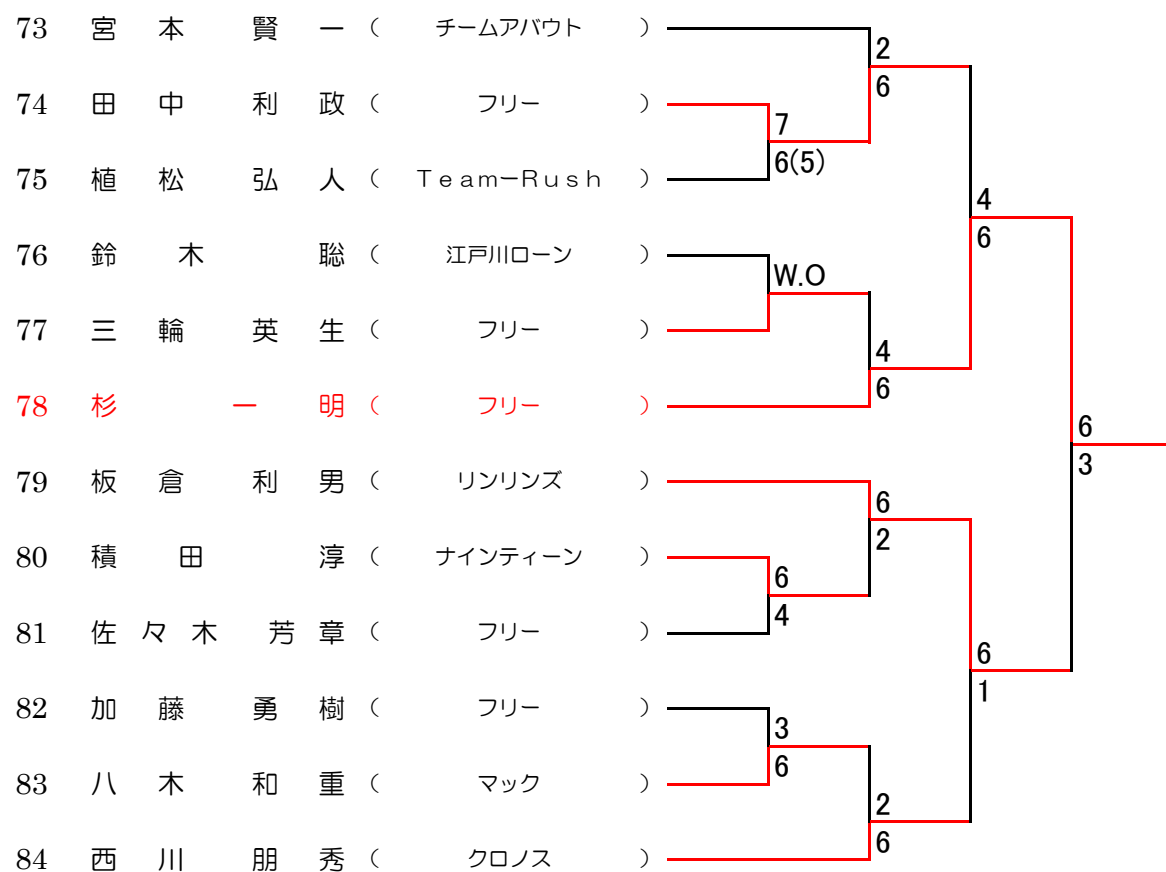 73 宮本 賢一 ( チームアバウト )
2
74 田中 利政 ( フリー ) 6
7
75 植松 弘人 ( Team－Rush ) 6(5)
4
76 鈴木 聡 ( 江戸川ローン ) 6
W.O
77 三輪 英生 ( フリー )
4
78 杉 一明 ( フリー ) 6
6
79 板倉 利男 ( リンリンズ ) 3
6
80 積田 淳 ( ナインティーン ) 2
6
81 佐々木 芳章 ( フリー ) 4
6
82 加藤 勇樹 ( フリー ) 1
3
83 八木 和重 ( マック ) 6
2
84 西川 朋秀 ( クロノス ) 6